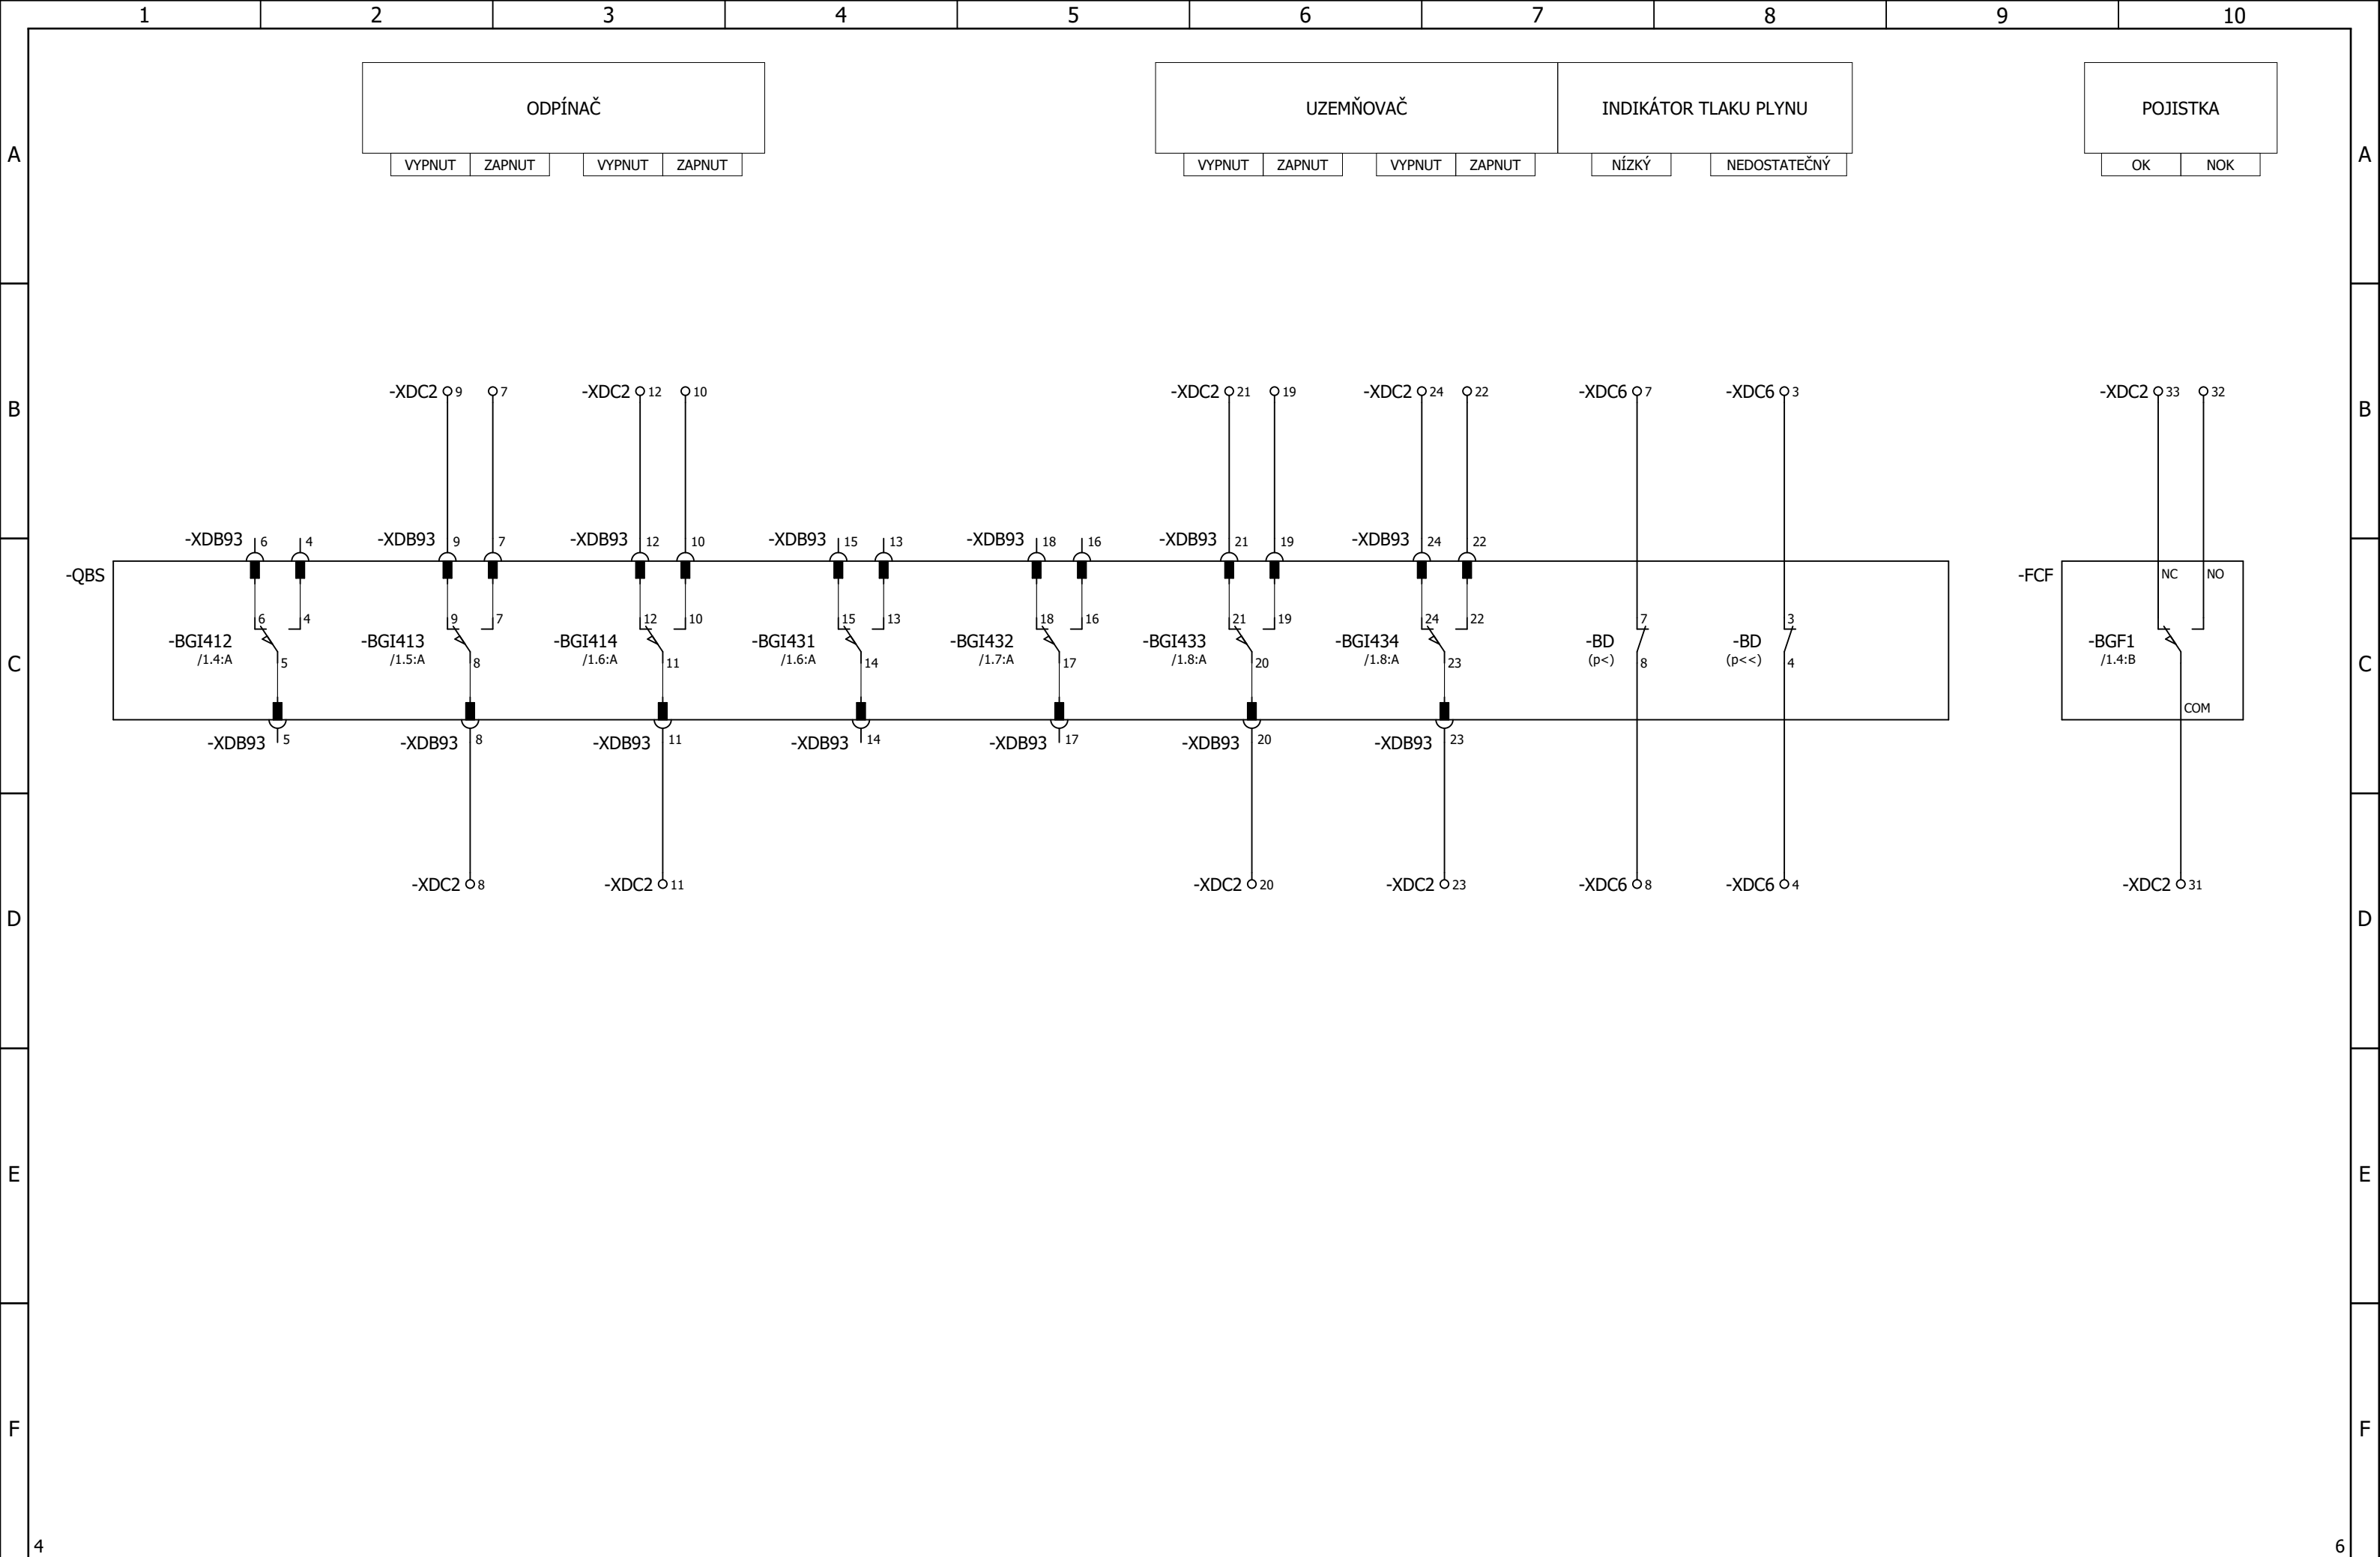 1 2 3 4 5 6 7 8 9 10
ODPÍNAČ UZEMŇOVAČ INDIKÁTOR TLAKU PLYNU POJISTKA
A A
VYPNUT ZAPNUT VYPNUT ZAPNUT VYPNUT ZAPNUT VYPNUT ZAPNUT NÍZKÝ NEDOSTATEČNÝ OK NOK
-XDC2 9 7 -XDC2 12 10 -XDC2 21 19 -XDC2 24 22 -XDC6 7 -XDC6 3 -XDC2 33 32
B B
-XDB93 6 4 -XDB93 9 7 -XDB93 12 10 -XDB93 15 13 -XDB93 18 16 -XDB93 21 19 -XDB93 24 22
-QBS -FCF NC NO
6 4 9 7 12 10 15 13 18 16 21 19 24 22 7 3
-BGI412 -BGI413 -BGI414 -BGI431 -BGI432 -BGI433 -BGI434 -BD -BD -BGF1
/1.4:A 5 /1.5:A 8 /1.6:A 11 /1.6:A 14 /1.7:A 17 /1.8:A 20 /1.8:A 23 (p<) 8 (p<<) 4 /1.4:B
C C
COM
-XDB93 5 -XDB93 8 -XDB93 11 -XDB93 14 -XDB93 17 -XDB93 20 -XDB93 23
-XDC2 8 -XDC2 11 -XDC2 20 -XDC2 23 -XDC6 8 -XDC6 4 -XDC2 31
D D
E E
F F
4 6